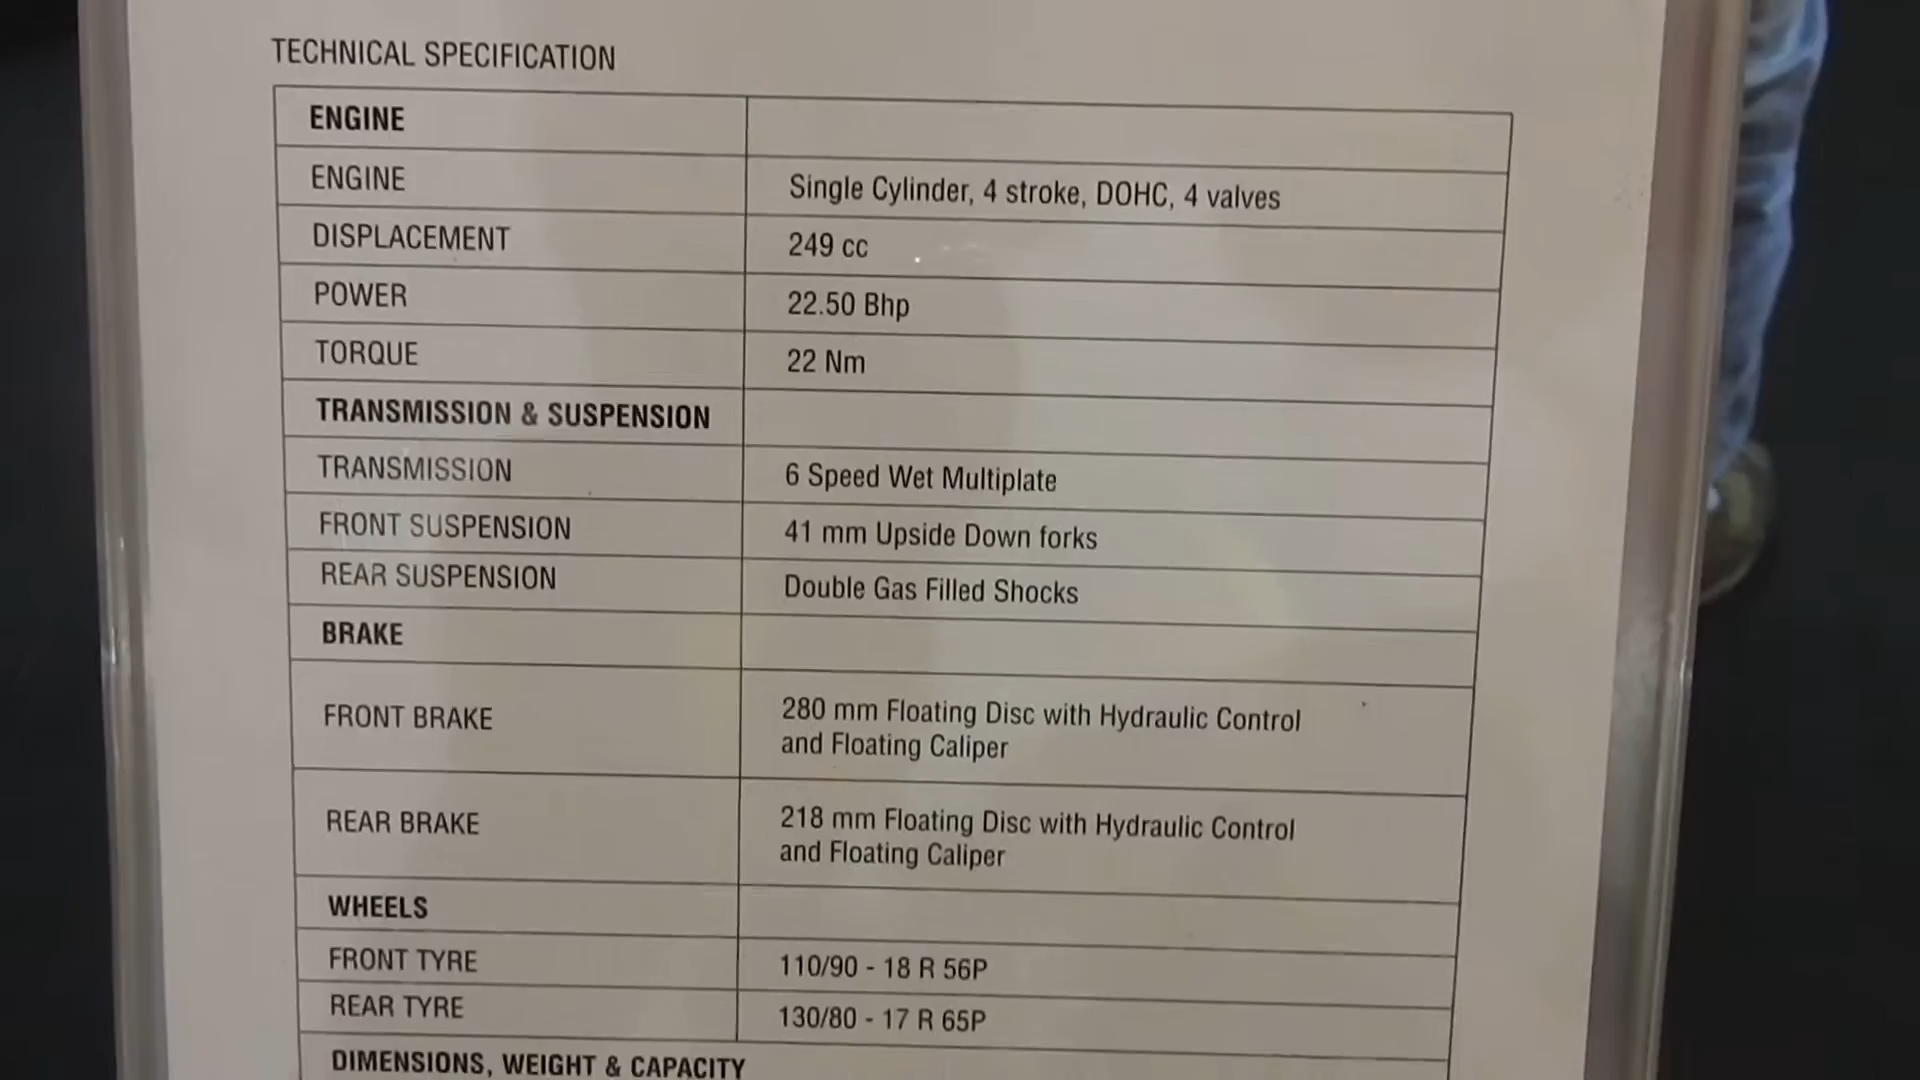 TECHNICAL SPECIFICATION
ENGINE
ENGINE Single Cylinder, 4 stroke, DOHC, 4 valves
DISPLACEMENT 249 cc
POWER 22.50 Bhp
TORQUE 22 Nm
TRANSMISSION & SUSPENSION
TRANSMISSION 6 Speed Wet Multiplate
FRONT SUSPENSION 41 mm Upside Down forks
REAR SUSPENSION Double Gas Filled Shocks
BRAKE
FRONT BRAKE 280 mm Floating Disc with Hydraulic Control
and Floating Caliper
REAR BRAKE 218 mm Floating Disc with Hydraulic Control
and Floating Caliper
WHEELS
FRONT TYRE 110/90 - 18 R 56P
REAR TYRE 130/80 - 17 R 65P
DIMENSIONS, WEIGHT & CAPACITY